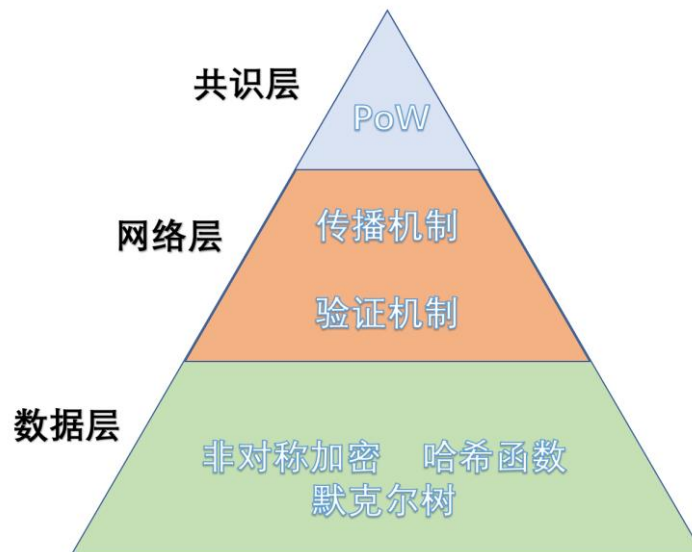 共识层
PoW
网络层
传播机制
验证机制
数据层
非对称加密 哈希函数
默克尔树